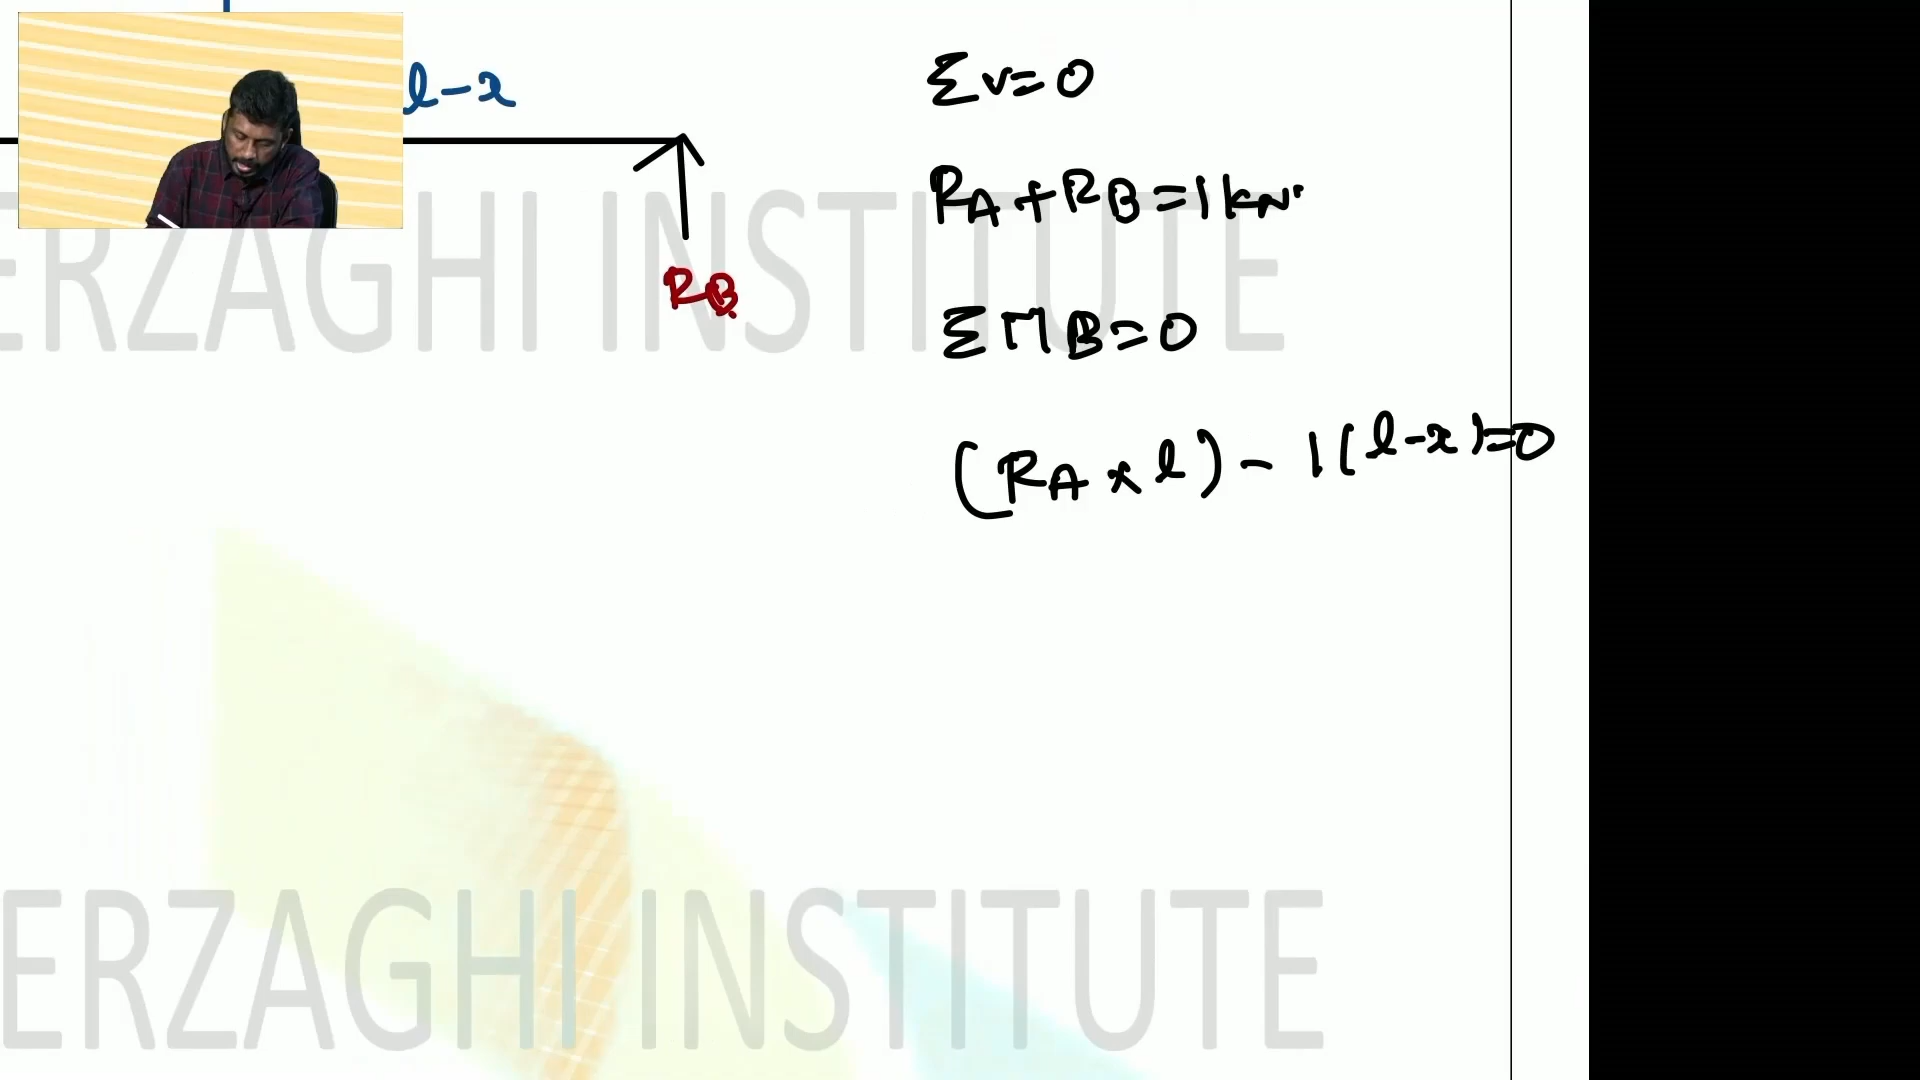 l-x
Σv=0
RA+RB=1kN
RB
ERZAGHI INSTITUTE
ΣMB=0
(RA×l)-1(l-x)=0
ERZAGHI INSTITUTE